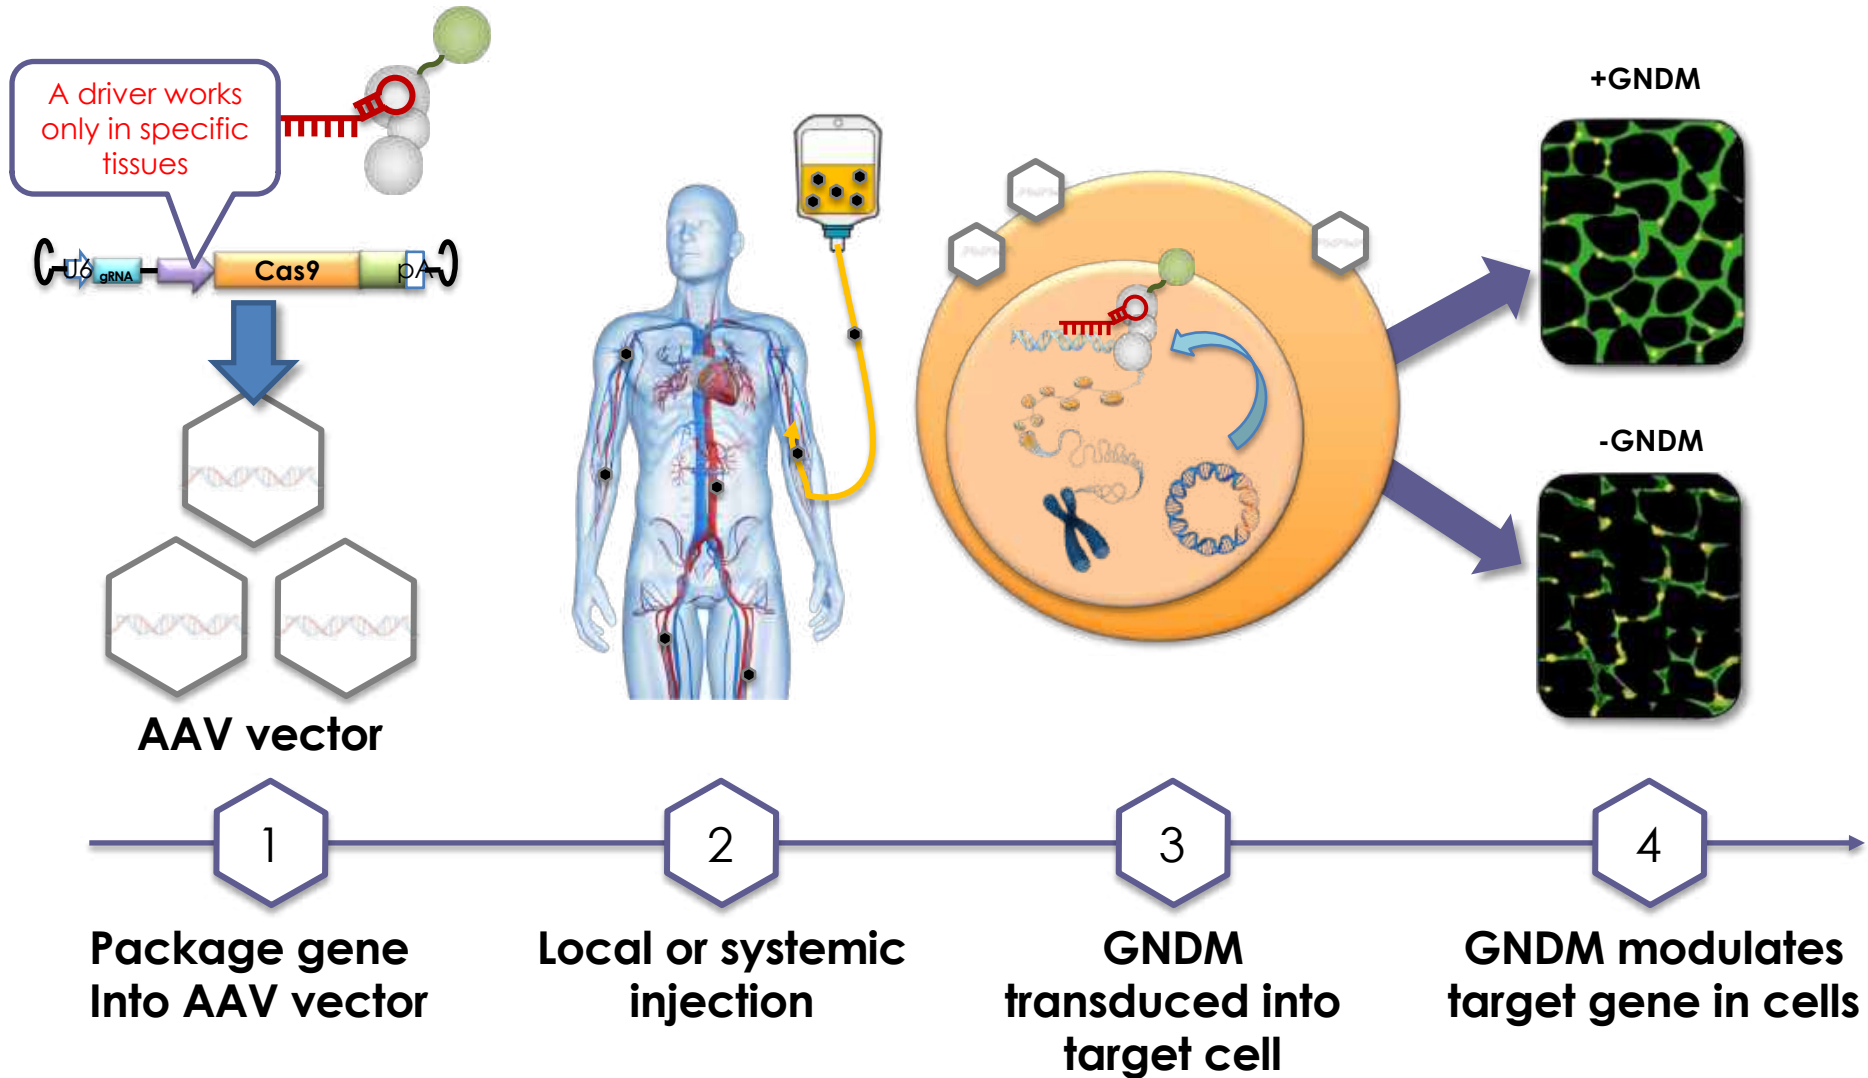 A driver works
only in specific
tissues
U6
gRNA
Cas9
pA
AAV vector
+GNDM
-GNDM
1
2
3
4
Package gene
Into AAV vector
Local or systemic
injection
GNDM
transduced into
target cell
GNDM modulates
target gene in cells